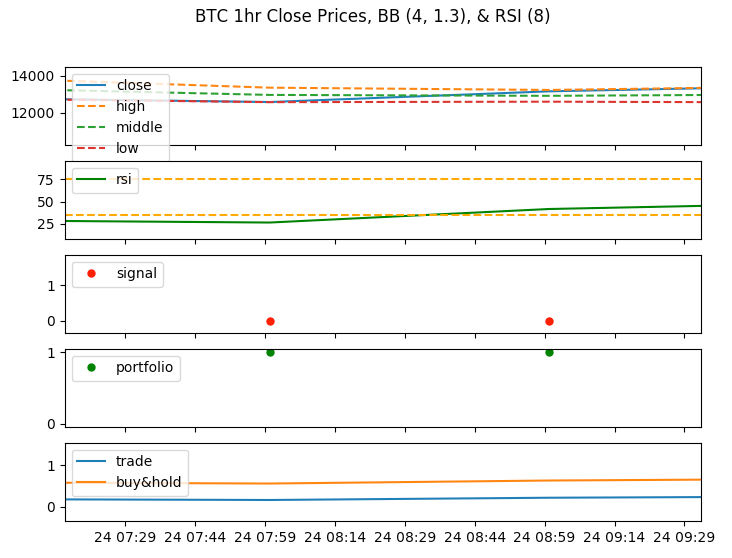 BTC 1hr Close Prices, BB (4, 1.3), & RSI (8)
14000
12000
close
high
middle
low
75
50
25
rsi
1
0
signal
1
0
portfolio
1
0
trade
buy&hold
24 07:29 24 07:44 24 07:59 24 08:14 24 08:29 24 08:44 24 08:59 24 09:14 24 09:29